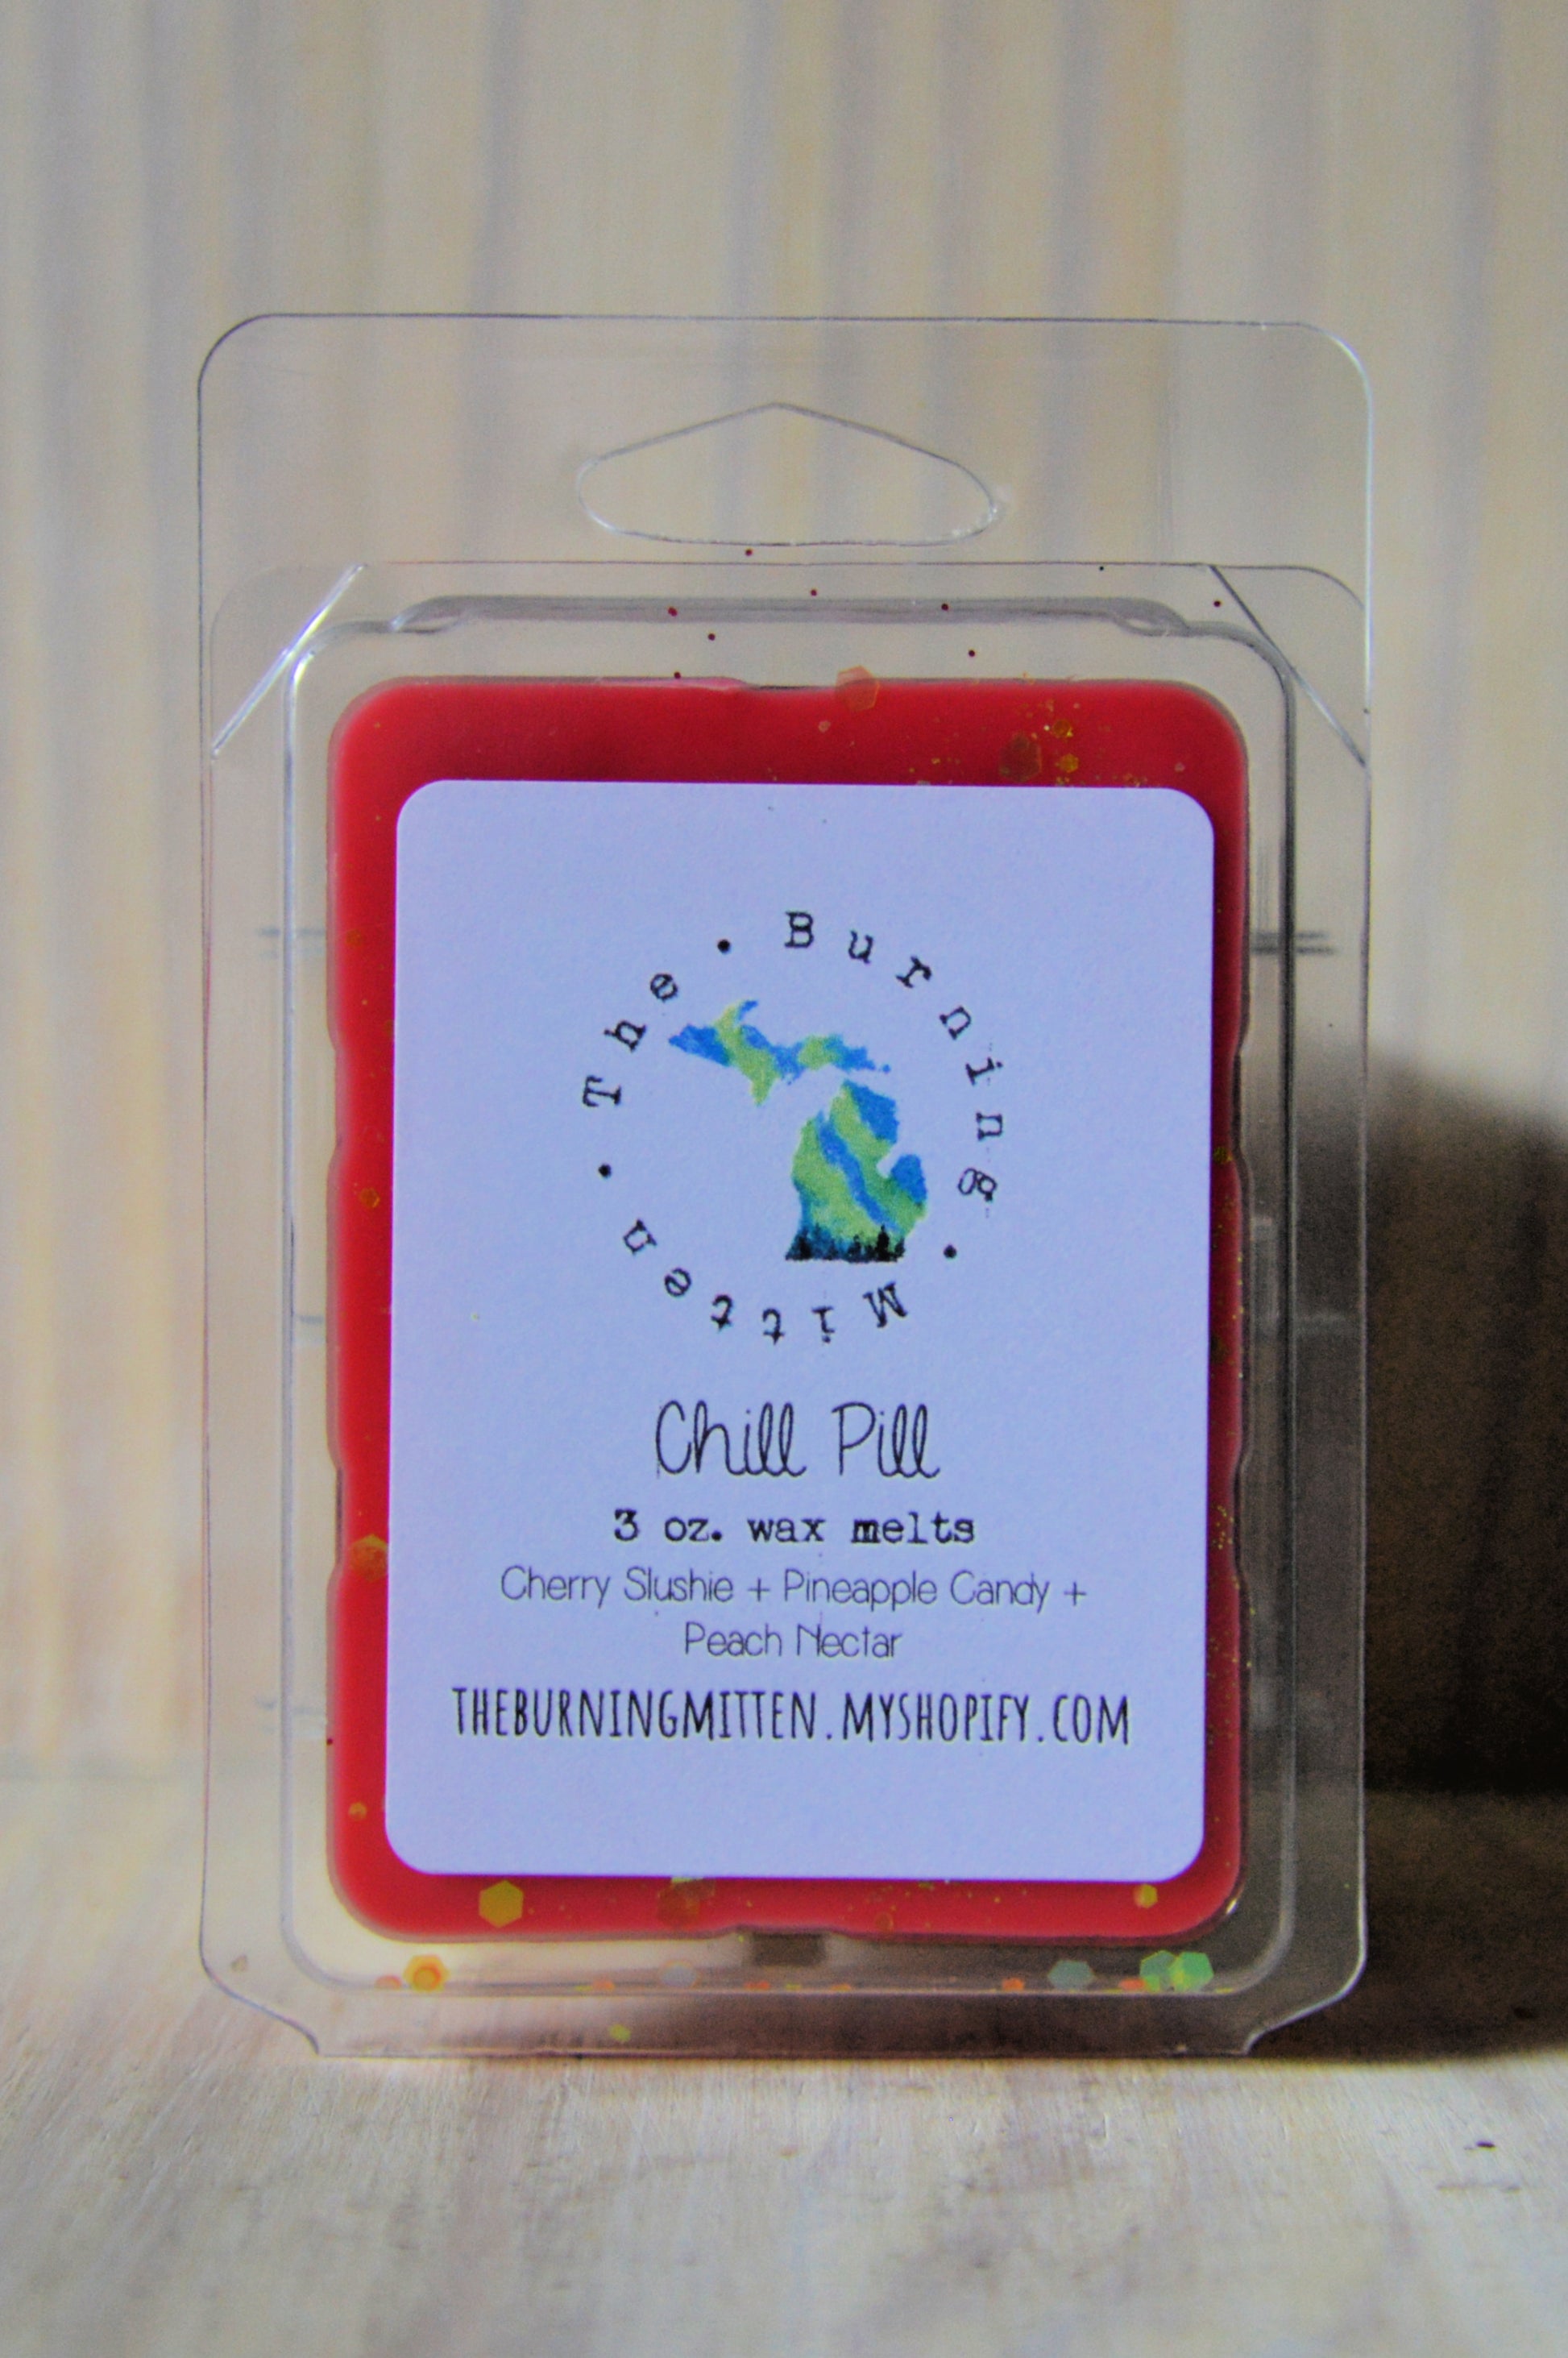 The • Burning • Mitten •
Chill Pill
3 oz. wax melts
Cherry Slushie + Pineapple Candy +
Peach Nectar
THEBURNINGMITTEN.MYSHOPIFY.COM